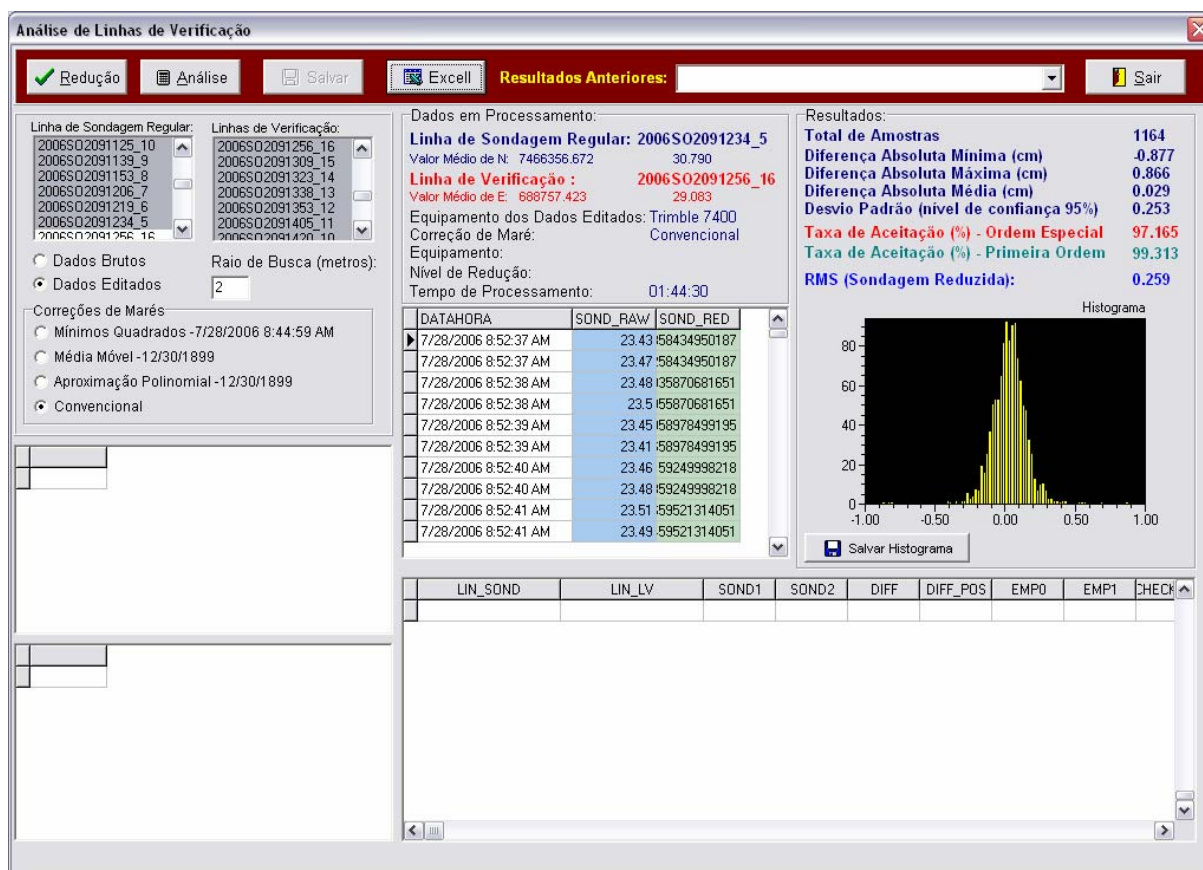 Análise de Linhas de Verificação
Redução Análise Salvar Excell Resultados Anteriores: Sair
Linha de Sondagem Regular: Linhas de Verificação:
2006SO2091125_10 2006SO2091256_16
2006SO2091139_9 2006SO2091309_15
2006SO2091153_8 2006SO2091323_14
2006SO2091206_7 2006SO2091338_13
2006SO2091219_6 2006SO2091353_12
2006SO2091234_5 2006SO2091405_11
2006SO2091256_16 2006SO2091420_10
Dados Brutos
Dados Editados
Raio de Busca (metros):
2
Correções de Marés
Mínimos Quadrados -7/28/2006 8:44:59 AM
Média Móvel -12/30/1899
Aproximação Polinomial -12/30/1899
Convencional
Dados em Processamento:
Linha de Sondagem Regular: 2006SO2091234_5
Valor Médio de N: 7466356.672 30.790
Linha de Verificação : 2006SO2091256_16
Valor Médio de E: 688757.423 29.083
Equipamento dos Dados Editados: Trimble 7400
Correção de Maré: Convencional
Equipamento:
Nível de Redução:
Tempo de Processamento: 01:44:30
DATAHORA SOND_RAW SOND_RED
7/28/2006 8:52:37 AM 23.43 58434950187
7/28/2006 8:52:37 AM 23.47 58434950187
7/28/2006 8:52:38 AM 23.48 35870681651
7/28/2006 8:52:38 AM 23.5 55870681651
7/28/2006 8:52:39 AM 23.45 58978499195
7/28/2006 8:52:39 AM 23.41 58978499195
7/28/2006 8:52:40 AM 23.46 59249998218
7/28/2006 8:52:40 AM 23.48 59249998218
7/28/2006 8:52:41 AM 23.51 59521314051
7/28/2006 8:52:41 AM 23.49 59521314051
Resultados:
Total de Amostras 1164
Diferença Absoluta Mínima (cm) -0.877
Diferença Absoluta Máxima (cm) 0.866
Diferença Absoluta Média (cm) 0.029
Desvio Padrão (nível de confiança 95%) 0.253
Taxa de Aceitação (%) - Ordem Especial 97.165
Taxa de Aceitação (%) - Primeira Ordem 99.313
RMS (Sondagem Reduzida): 0.259
Histograma
80
60
40
20
0
-1.00 -0.50 0.00 0.50 1.00
Salvar Histograma
LIN_SOND LIN_LV SOND1 SOND2 DIFF DIFF_POS EMP0 EMP1 CHECK